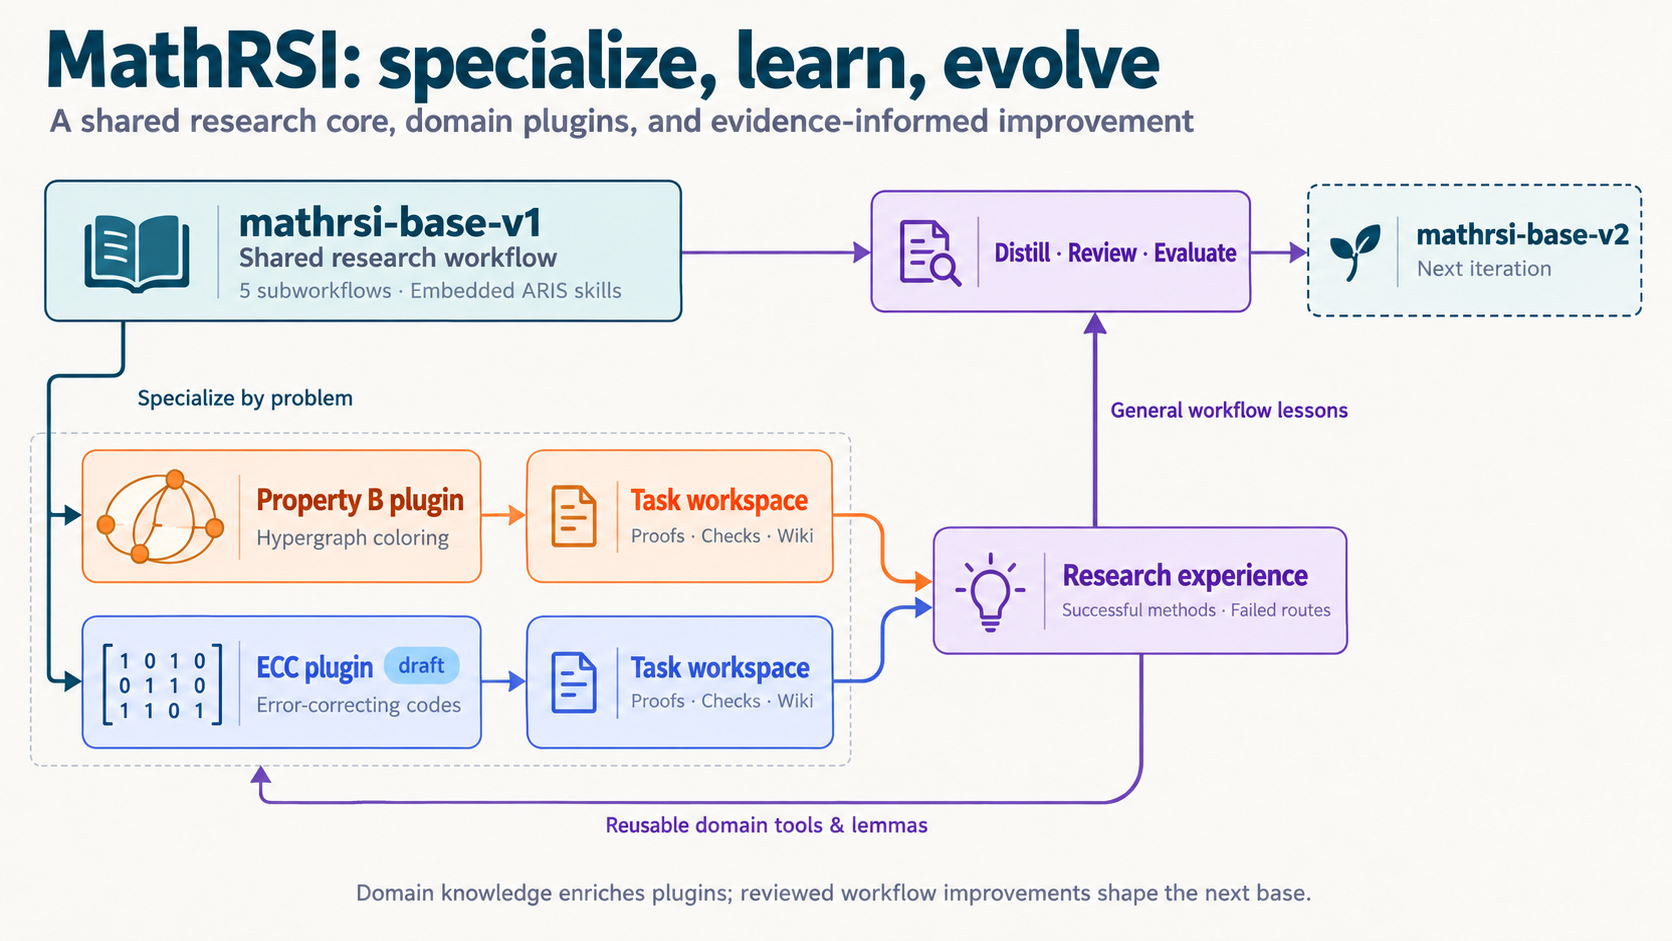 MathRSI: specialize, learn, evolve
A shared research core, domain plugins, and evidence-informed improvement
mathrsi-base-v1
Shared research workflow
5 subworkflows · Embedded ARIS skills
Distill · Review · Evaluate
mathrsi-base-v2
Next iteration
Specialize by problem
General workflow lessons
Property B plugin
Hypergraph coloring
Task workspace
Proofs · Checks · Wiki
Research experience
Successful methods · Failed routes
1 0 1 0
0 1 1 0
1 1 0 1
ECC plugin draft
Error-correcting codes
Task workspace
Proofs · Checks · Wiki
Reusable domain tools & lemmas
Domain knowledge enriches plugins; reviewed workflow improvements shape the next base.